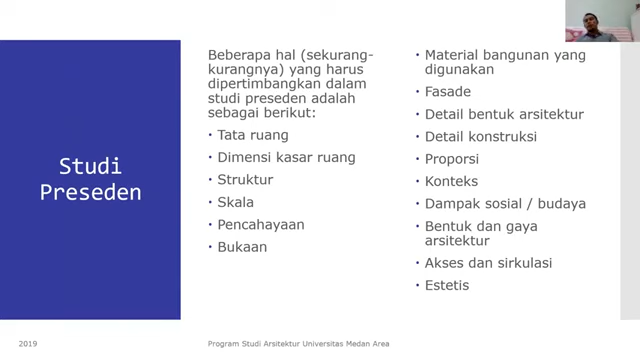 Studi
Preseden
Beberapa hal (sekurang-
kurangnya) yang harus
dipertimbangkan dalam
studi preseden adalah
sebagai berikut:
• Tata ruang
• Dimensi kasar ruang
• Struktur
• Skala
• Pencahayaan
• Bukaan
• Material bangunan yang
digunakan
• Fasade
• Detail bentuk arsitektur
• Detail konstruksi
• Proporsi
• Konteks
• Dampak sosial / budaya
• Bentuk dan gaya
arsitektur
• Akses dan sirkulasi
• Estetis
2019
Program Studi Arsitektur Universitas Medan Area